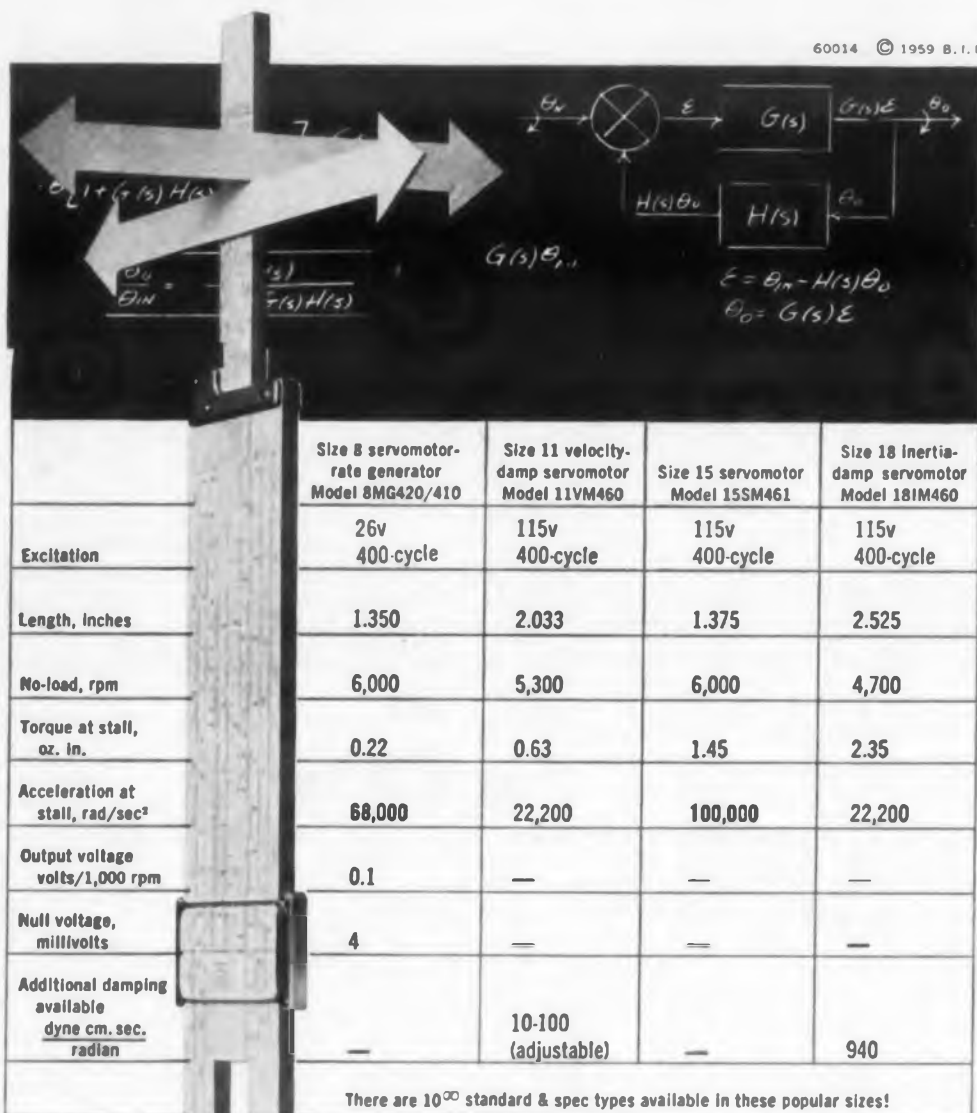 60014 © 1959 B.I.
θ 1 + G(s) H(s)
θIN =
G(s) H(s)
G(s)θ
θ ε G(s) G(s)ε θo
H(s)θo H(s) θo
ε = θIN - H(s)θo
θo = G(s)ε
Size 8 servomotor-
rate generator
Model 8MG420/410
Size 11 velocity-
damp servomotor
Model 11VM460
Size 15 servomotor
Model 15SM461
Size 18 inertia-
damp servomotor
Model 18IM460
Excitation
26v
400-cycle
115v
400-cycle
115v
400-cycle
115v
400-cycle
Length, inches 1.350 2.033 1.375 2.525
No-load, rpm 6,000 5,300 6,000 4,700
Torque at stall,
oz. in. 0.22 0.63 1.45 2.35
Acceleration at
stall, rad/sec² 68,000 22,200 100,000 22,200
Output voltage
volts/1,000 rpm 0.1 — — —
Null voltage,
millivolts 4 — — —
Additional damping
available
dyne cm. sec.
radian — 10-100
(adjustable) — 940
There are 10^∞ standard & spec types available in these popular sizes!